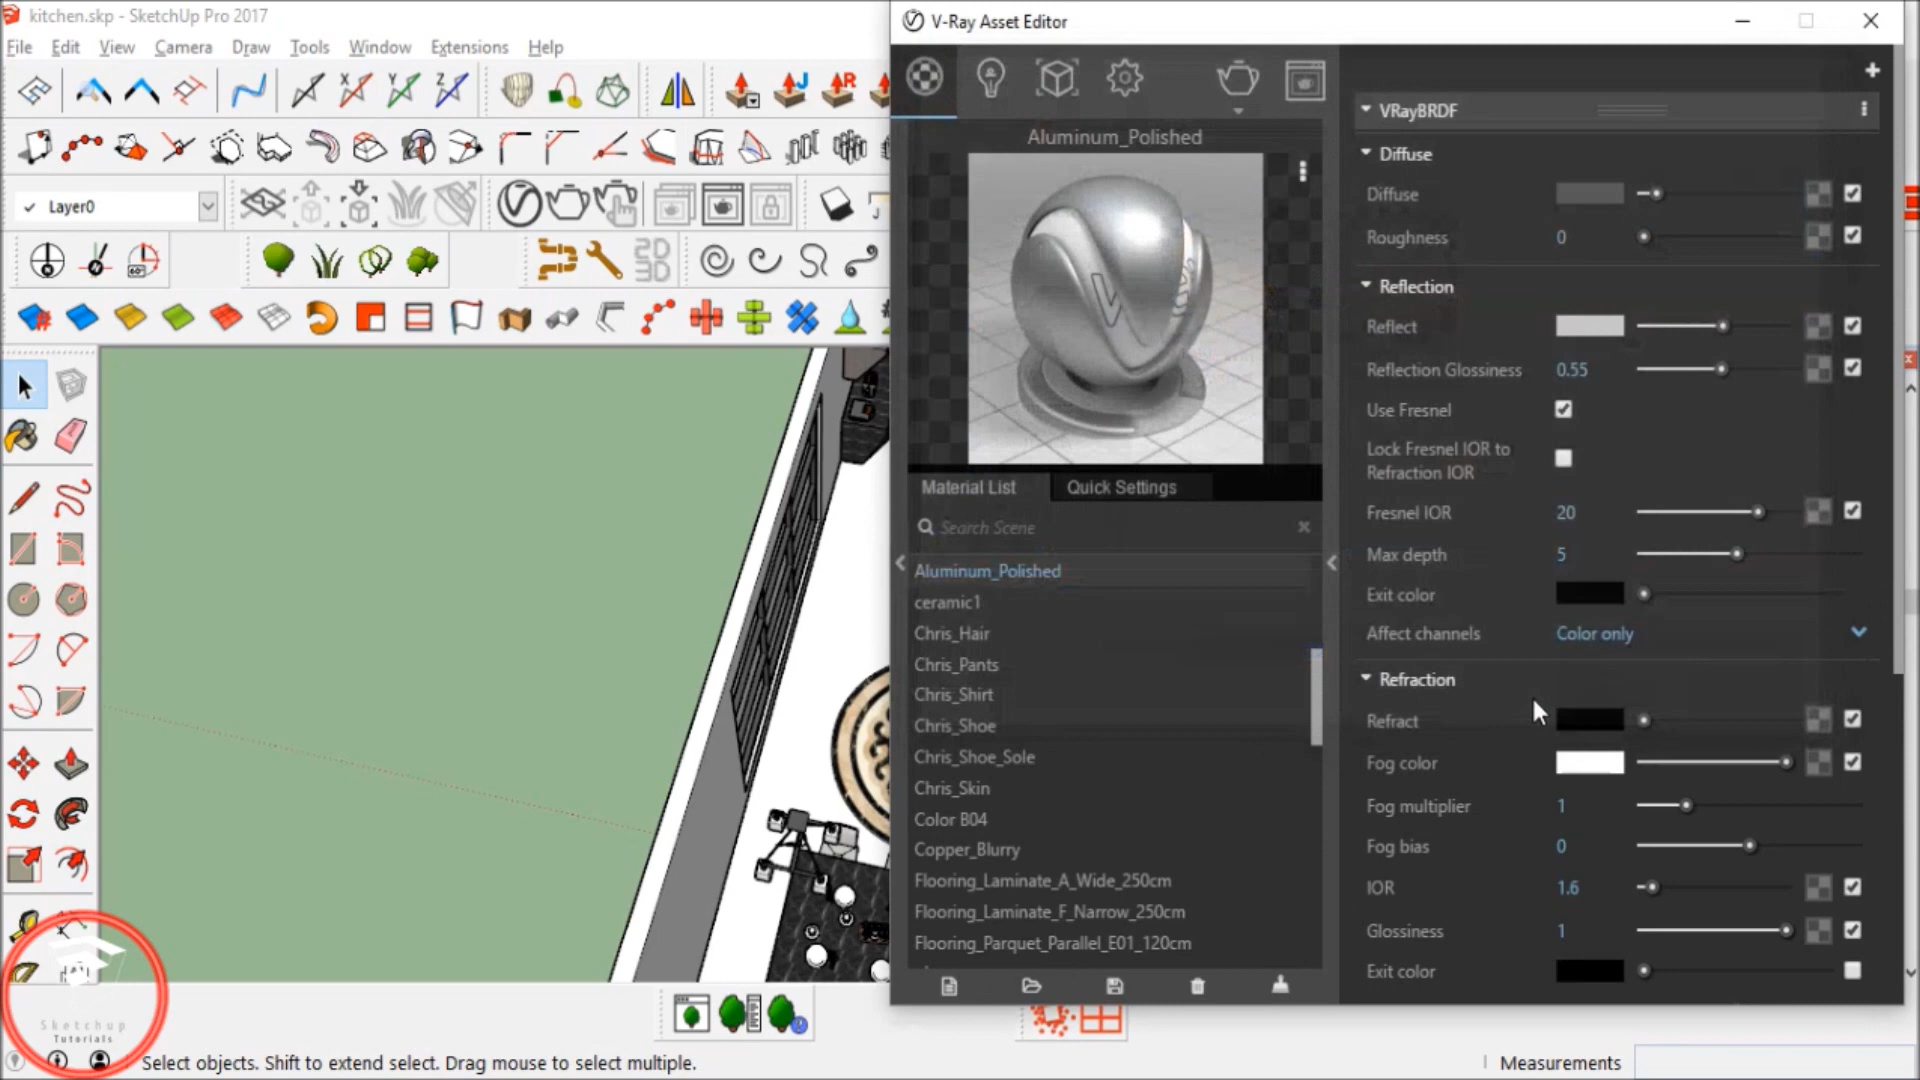 kitchen.skp - SketchUp Pro 2017
File Edit View Camera Draw Tools Window Extensions Help
X Y Z J R
Layer0
60°
2D
3D
Select objects. Shift to extend select. Drag mouse to select multiple.
Measurements
Sketchup
Tutorials
V-Ray Asset Editor
Aluminum_Polished
Material List Quick Settings
Search Scene
Aluminum_Polished
ceramic1
Chris_Hair
Chris_Pants
Chris_Shirt
Chris_Shoe
Chris_Shoe_Sole
Chris_Skin
Color B04
Copper_Blurry
Flooring_Laminate_A_Wide_250cm
Flooring_Laminate_F_Narrow_250cm
Flooring_Parquet_Parallel_E01_120cm
VRayBRDF
Diffuse
Diffuse
Roughness 0
Reflection
Reflect
Reflection Glossiness 0.55
Use Fresnel
Lock Fresnel IOR to
Refraction IOR
Fresnel IOR 20
Max depth 5
Exit color
Affect channels Color only
Refraction
Refract
Fog color
Fog multiplier 1
Fog bias 0
IOR 1.6
Glossiness 1
Exit color